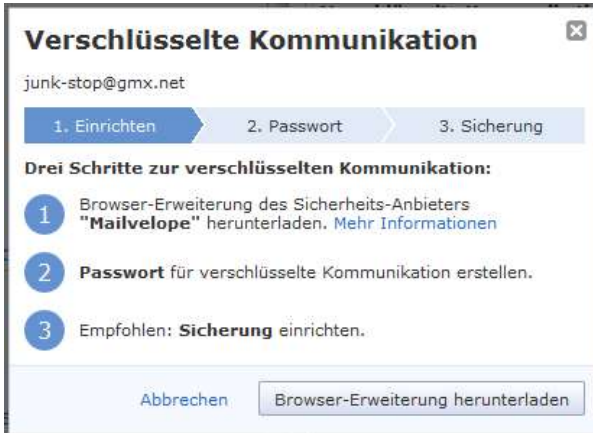 Verschlüsselte Kommunikation
junk-stop@gmx.net
1. Einrichten 2. Passwort 3. Sicherung
Drei Schritte zur verschlüsselten Kommunikation:
1 Browser-Erweiterung des Sicherheits-Anbieters
"Mailvelope" herunterladen. Mehr Informationen
2 Passwort für verschlüsselte Kommunikation erstellen.
3 Empfohlen: Sicherung einrichten.
Abbrechen Browser-Erweiterung herunterladen